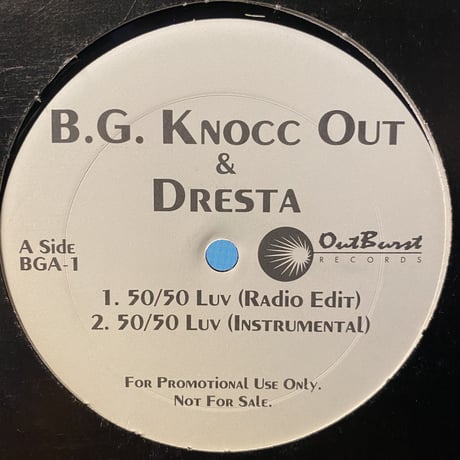 B.G. Knocc Out
&
Dresta
A Side
BGA-1
OutBurst
RECORDS
1. 50/50 Luv (Radio Edit)
2. 50/50 Luv (Instrumental)
For Promotional Use Only.
Not For Sale.